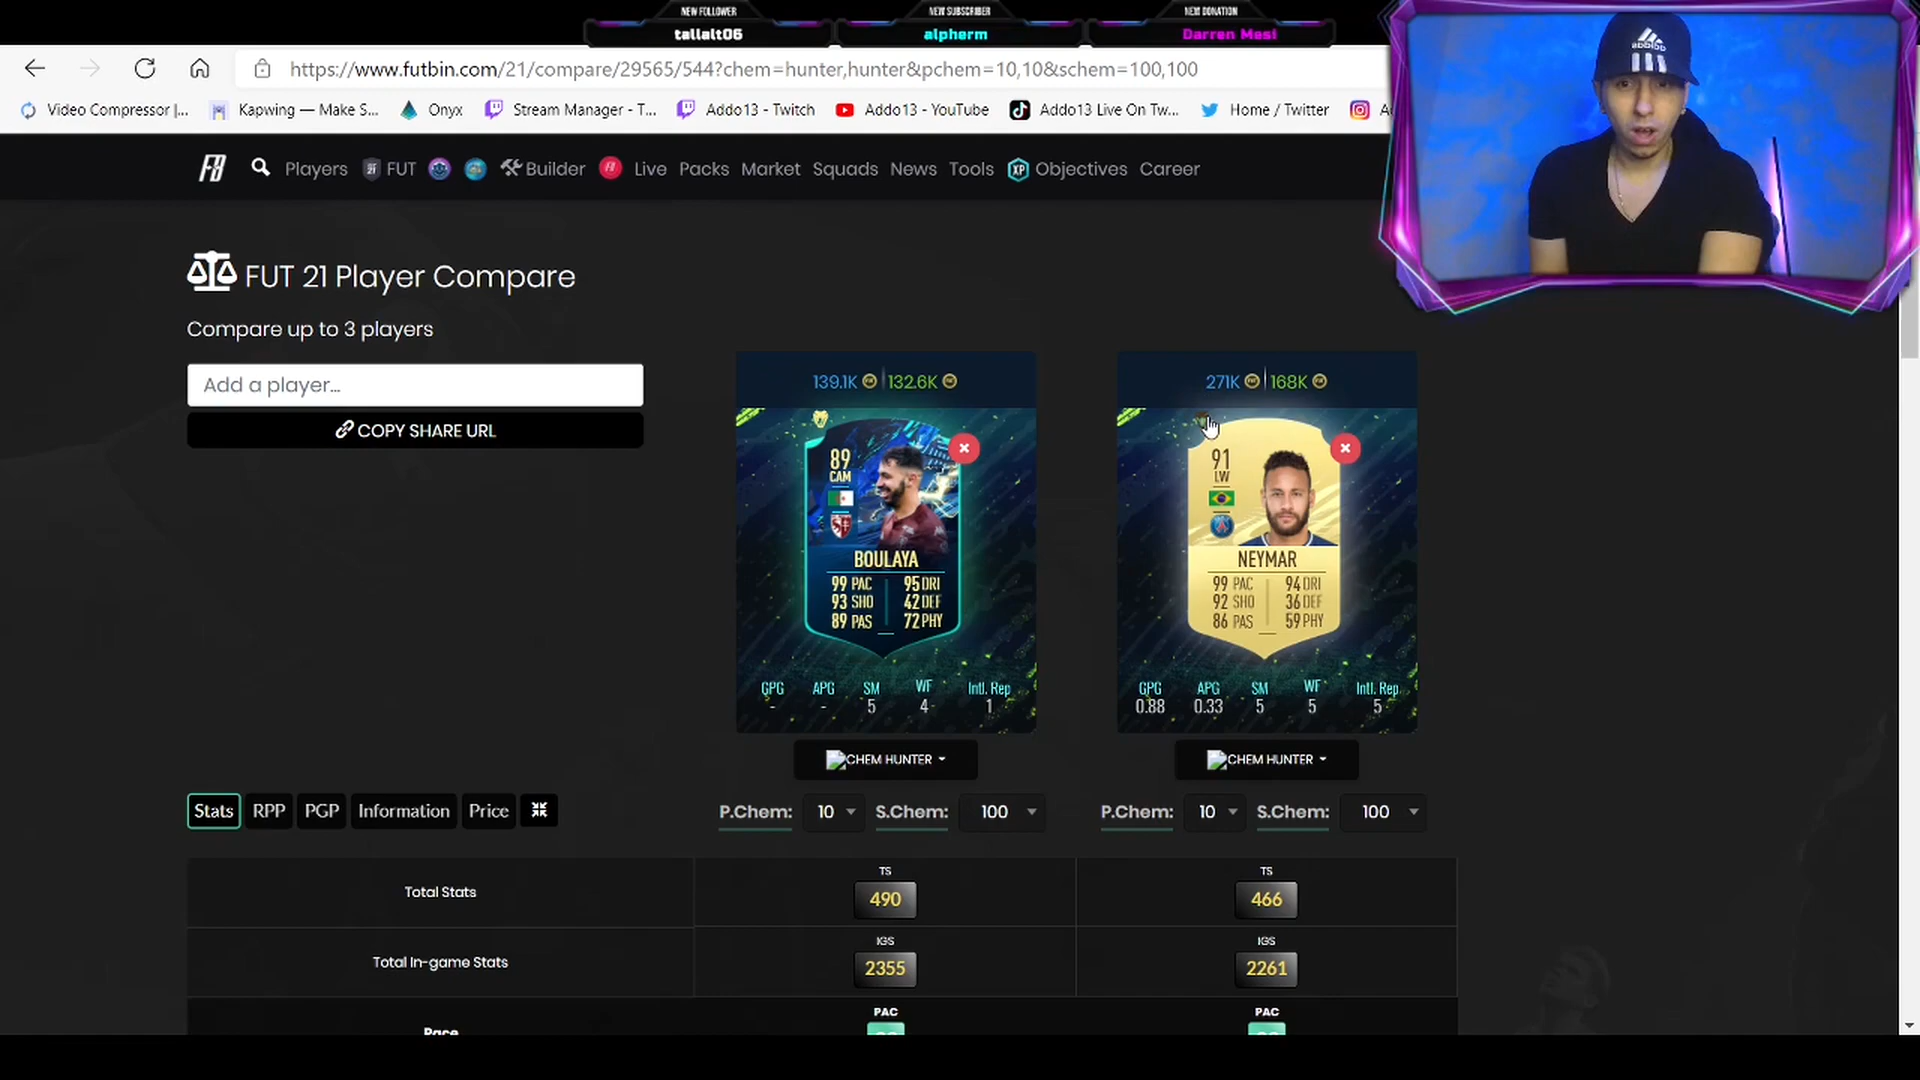 NEW FOLLOWER
tallalt06
NEW SUBSCRIBER
alpherm
NEW DONATION
Darren Mes!
https://www.futbin.com/21/compare/29565/544?chem=hunter,hunter&pchem=10,10&schem=100,100
Video Compressor |... Kapwing — Make S... Onyx Stream Manager - T... Addo13 - Twitch Addo13 - YouTube Addo13 Live On Tw... Home / Twitter
adidas
Players FUT Builder Live Packs Market Squads News Tools XP Objectives Career
FUT 21 Player Compare
Compare up to 3 players
Add a player...
COPY SHARE URL
139.1K 132.6K
89
CAM
BOULAYA
99 PAC 95 DRI
93 SHO 42 DEF
89 PAS 72 PHY
GPG APG SM WF Intl. Rep
- - 5 4 1
CHEM HUNTER
P.Chem: 10 S.Chem: 100
271K 168K
91
LW
NEYMAR
99 PAC 94 DRI
92 SHO 36 DEF
86 PAS 59 PHY
GPG APG SM WF Intl. Rep
0.88 0.33 5 5 5
CHEM HUNTER
P.Chem: 10 S.Chem: 100
Stats RPP PGP Information Price
Total Stats
TS
490
TS
466
Total In-game Stats
IGS
2355
IGS
2261
Pace
PAC
PAC